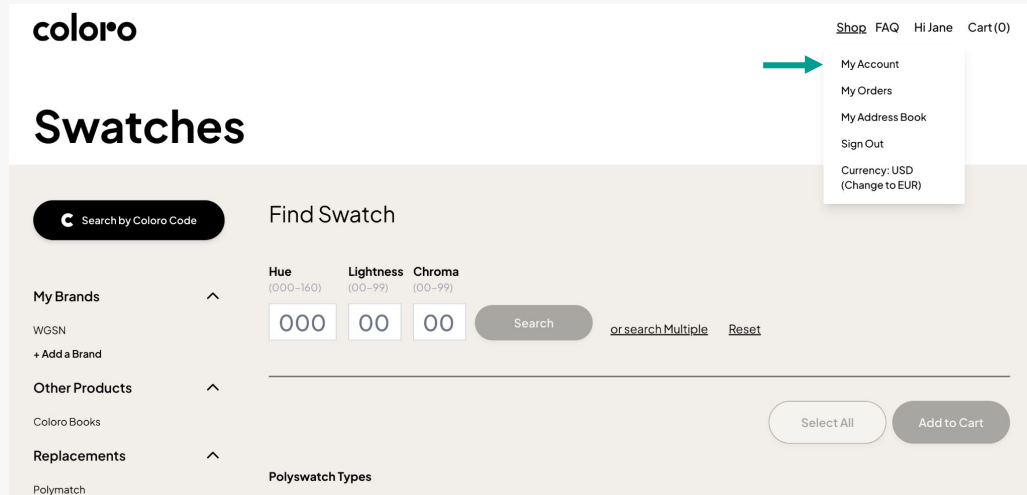 coloro
Shop FAQ Hi Jane Cart (0)
My Account
My Orders
My Address Book
Sign Out
Currency: USD
(Change to EUR)
Swatches
C Search by Coloro Code
My Brands
WGSN
+ Add a Brand
Other Products
Coloro Books
Replacements
Polymatch
Find Swatch
Hue Lightness Chroma
(000-160) (00-99) (00-99)
000 00 00 Search or search Multiple Reset
Select All Add to Cart
Polyswatch Types